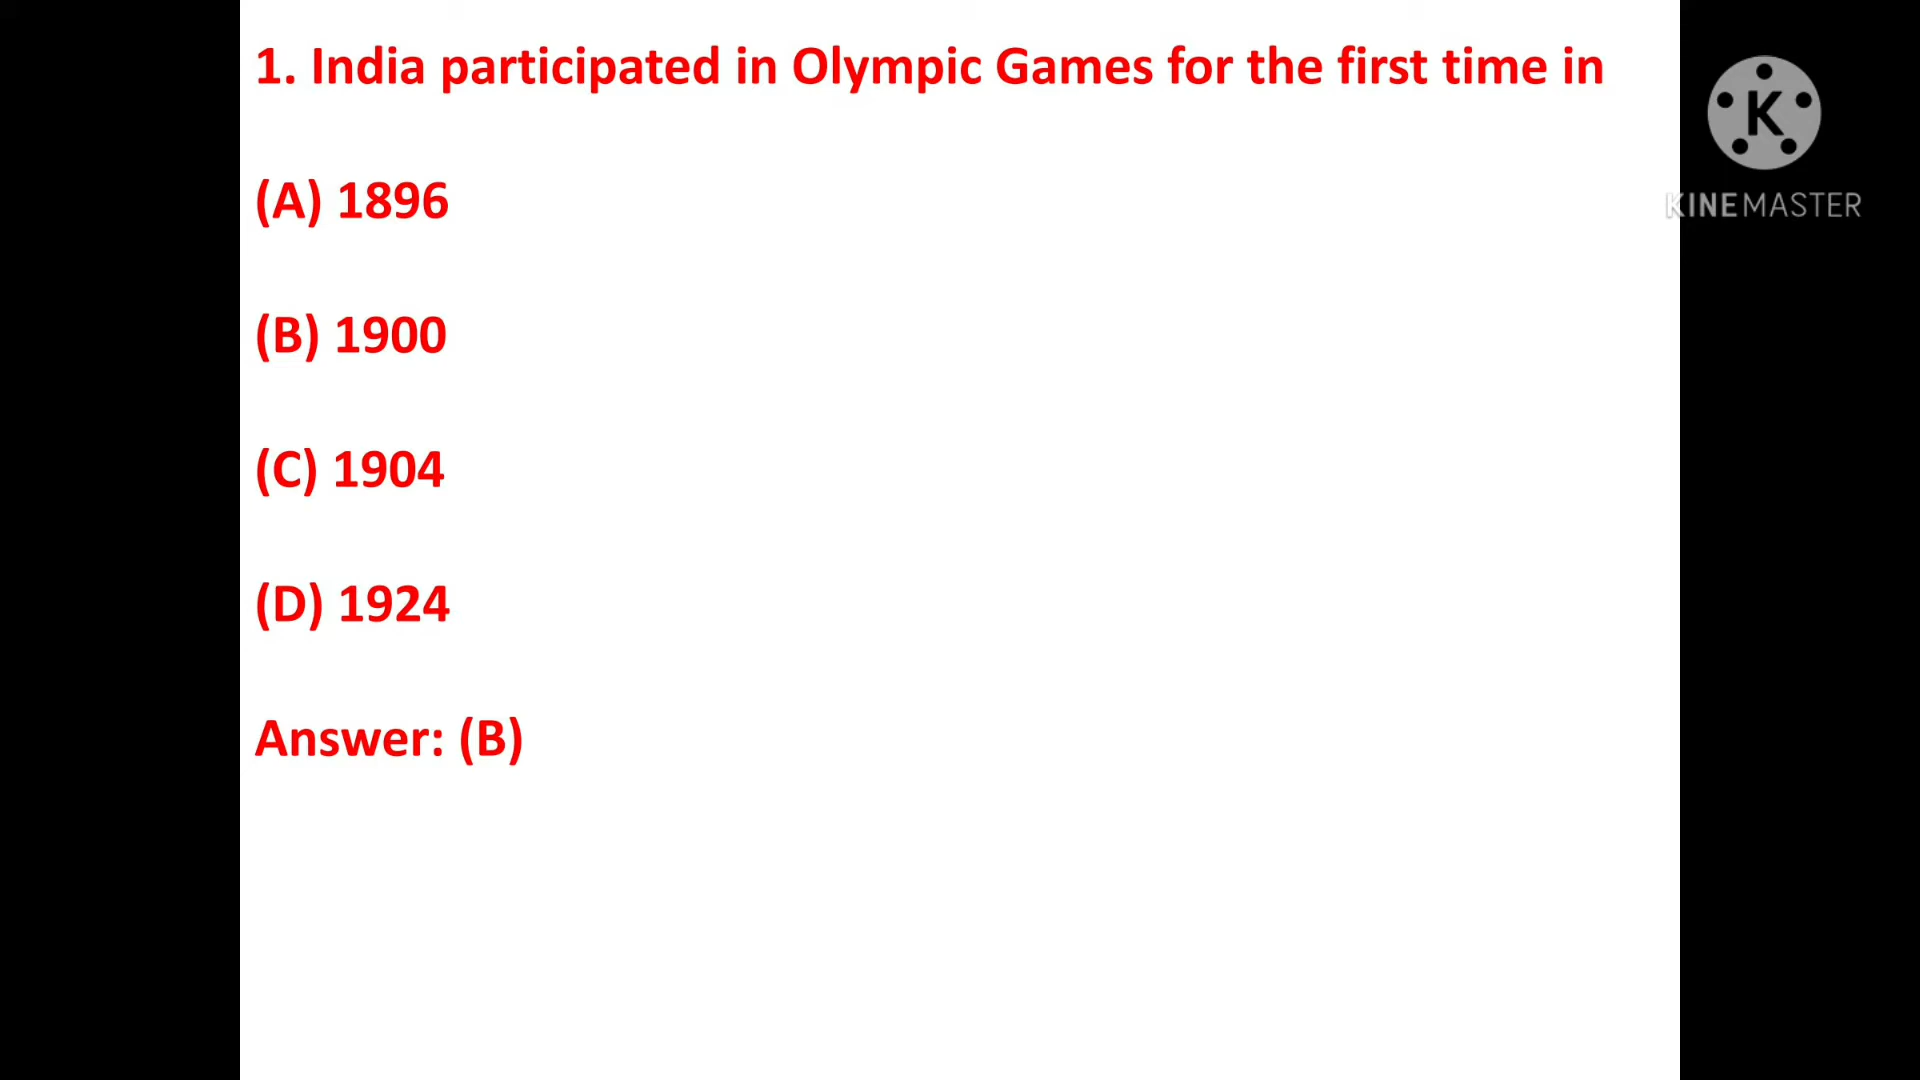 1. India participated in Olympic Games for the first time in
(A) 1896
(B) 1900
(C) 1904
(D) 1924
Answer: (B)
K
KINEMASTER